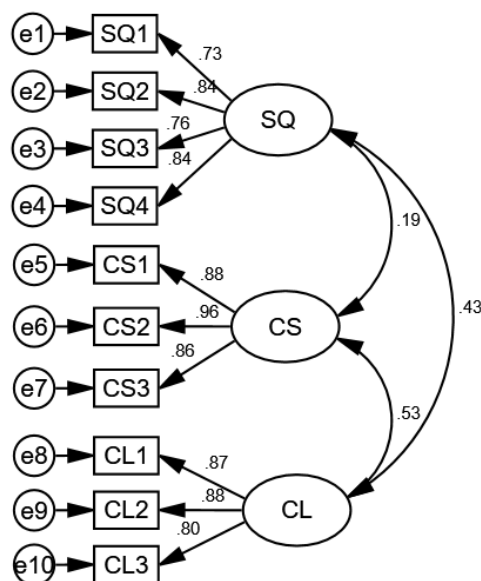 e1 SQ1
.73
e2 SQ2 .84
SQ
.76
e3 SQ3
.84
e4 SQ4
.19
e5 CS1 .88
.96
e6 CS2 CS .43
.86
e7 CS3
.53
e8 CL1 .87
.88
e9 CL2 CL
.80
e10 CL3